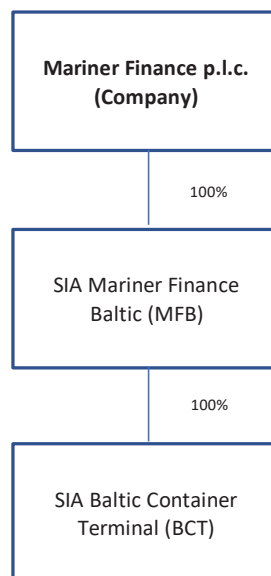 Mariner Finance p.l.c.
(Company)
100%
SIA Mariner Finance
Baltic (MFB)
100%
SIA Baltic Container
Terminal (BCT)